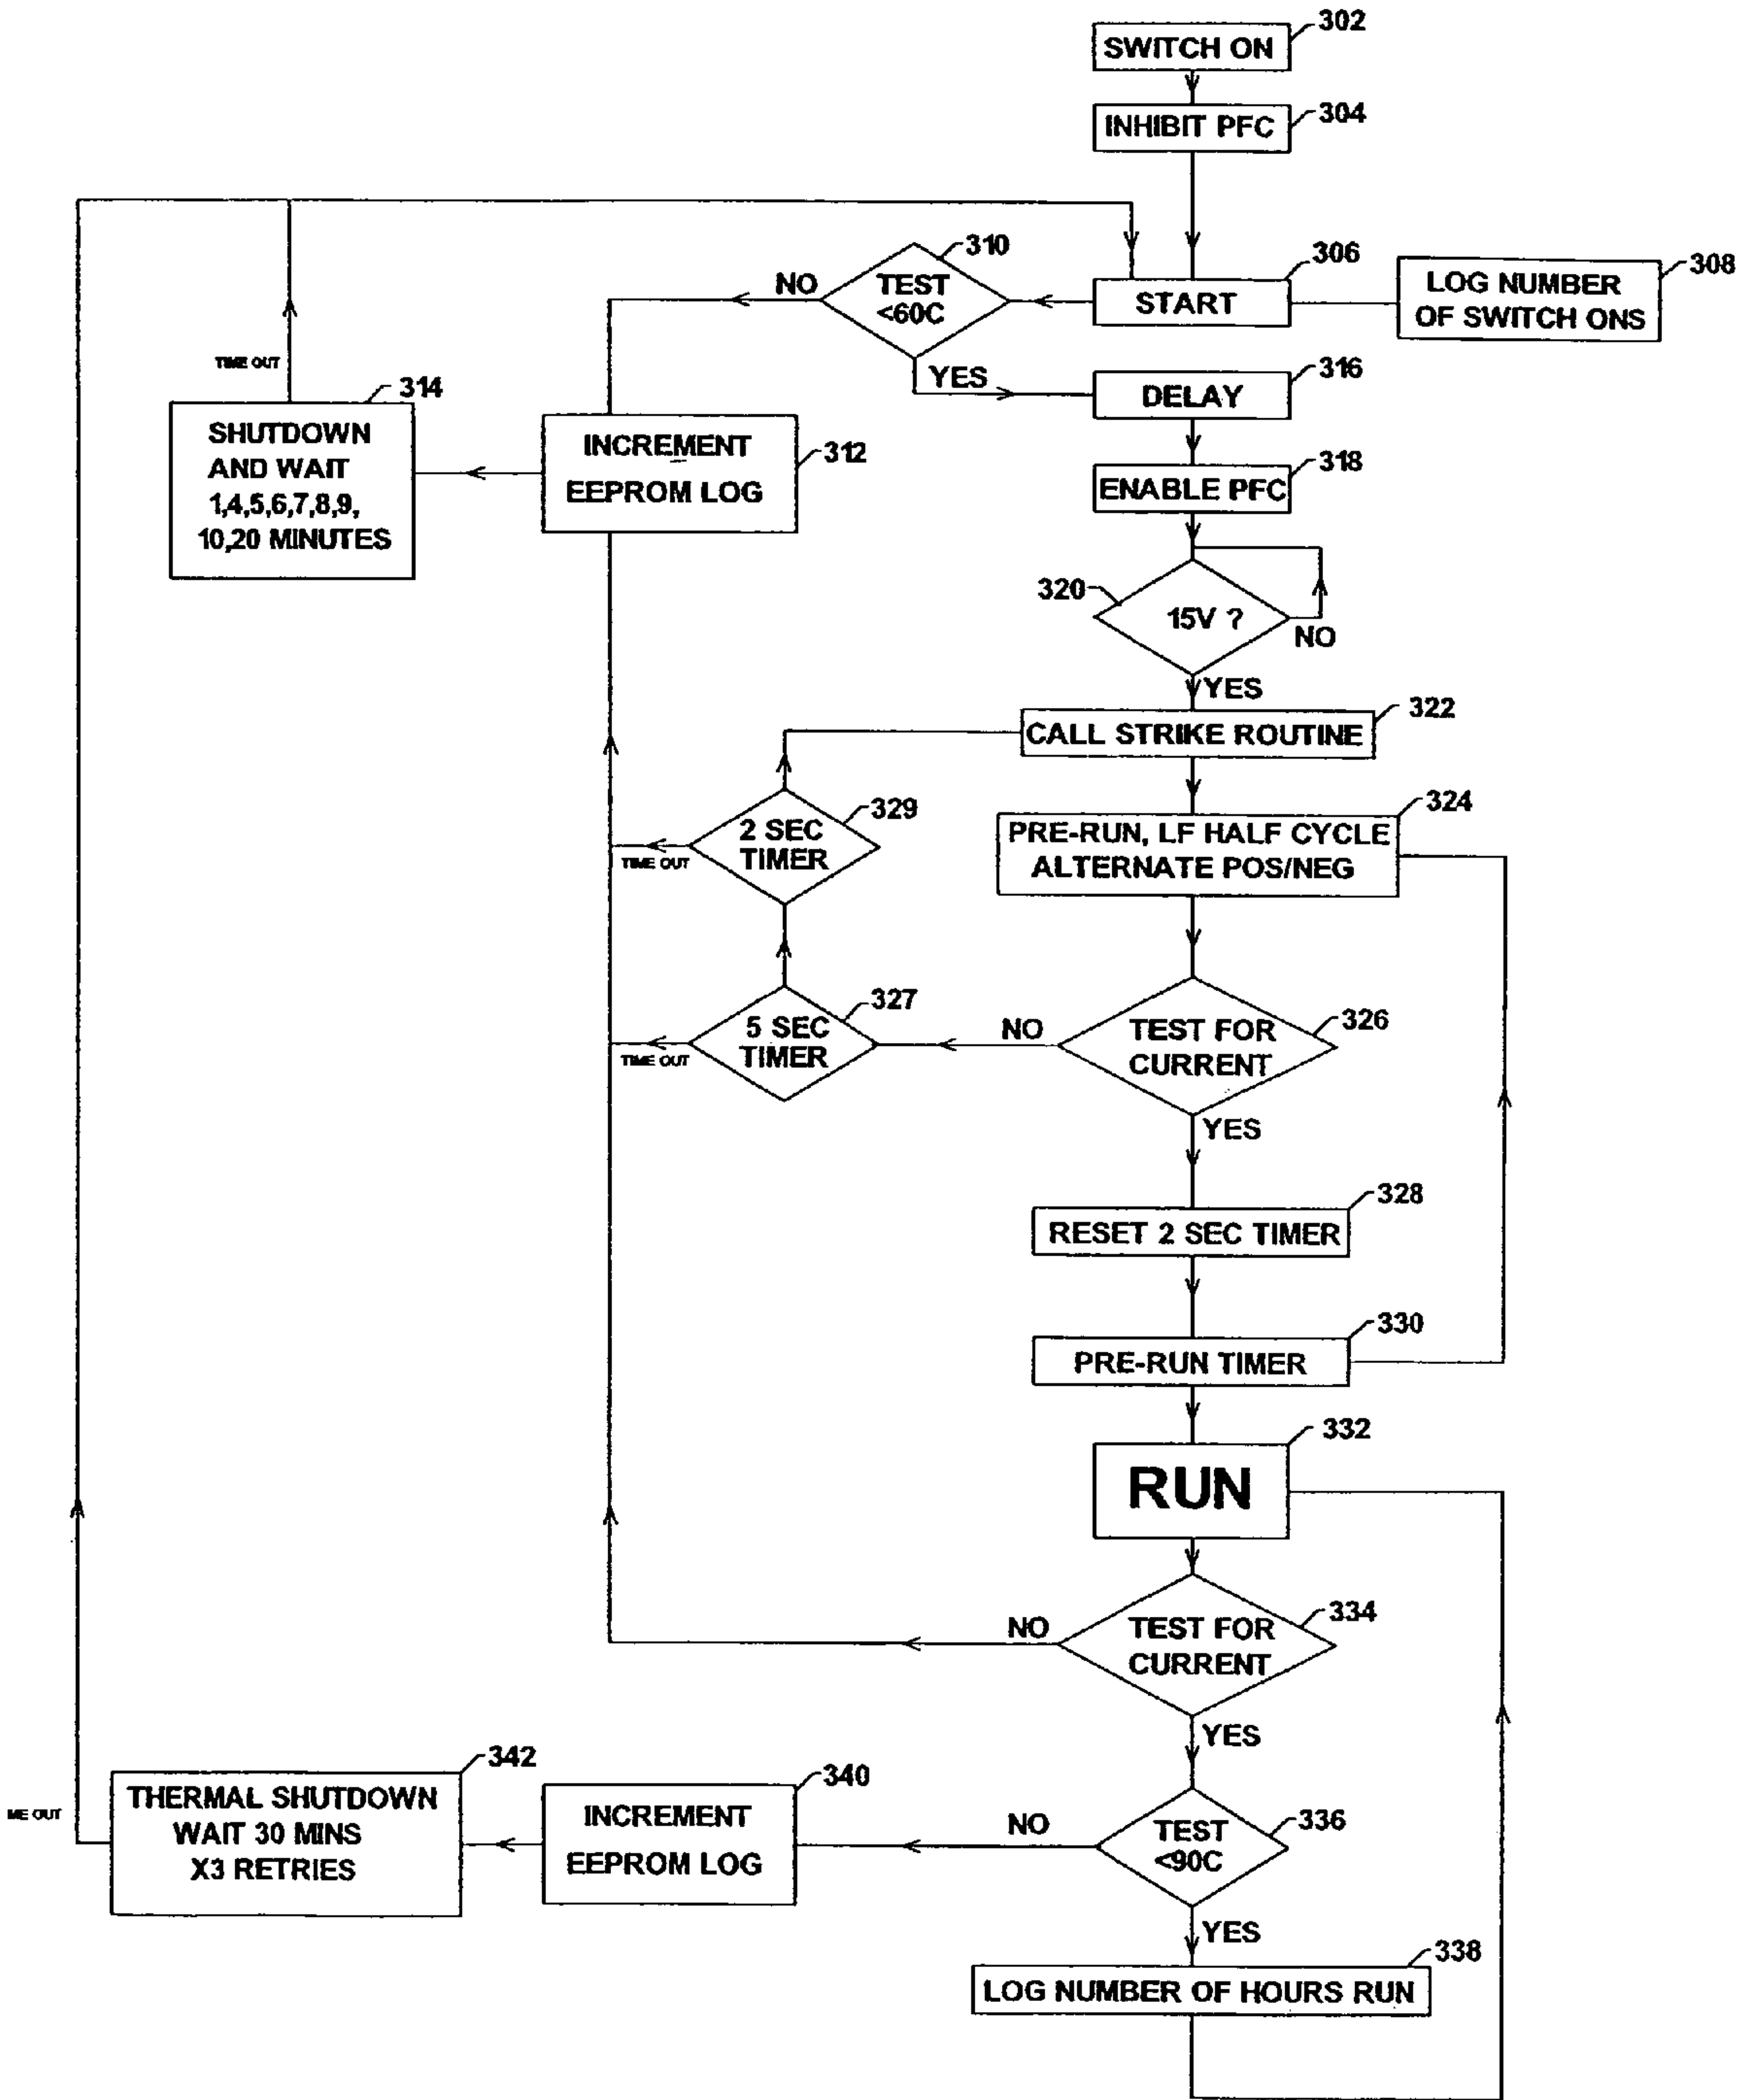 302
SWITCH ON
304
INHIBIT PFC
310
306
308
NO
TEST
<60C
START
LOG NUMBER
OF SWITCH ONS
TIME OUT
314
YES
316
DELAY
SHUTDOWN
AND WAIT
1,4,5,6,7,8,9,
10,20 MINUTES
INCREMENT
EEPROM LOG
312
318
ENABLE PFC
320
15V ?
NO
YES
322
CALL STRIKE ROUTINE
329
2 SEC
TIMER
TIME OUT
324
PRE-RUN, LF HALF CYCLE
ALTERNATE POS/NEG
327
5 SEC
TIMER
TIME OUT
NO
TEST FOR
CURRENT
326
YES
328
RESET 2 SEC TIMER
330
PRE-RUN TIMER
332
RUN
334
NO
TEST FOR
CURRENT
YES
342
340
336
ME OUT
THERMAL SHUTDOWN
WAIT 30 MINS
X3 RETRIES
INCREMENT
EEPROM LOG
NO
TEST
<90C
YES
338
LOG NUMBER OF HOURS RUN